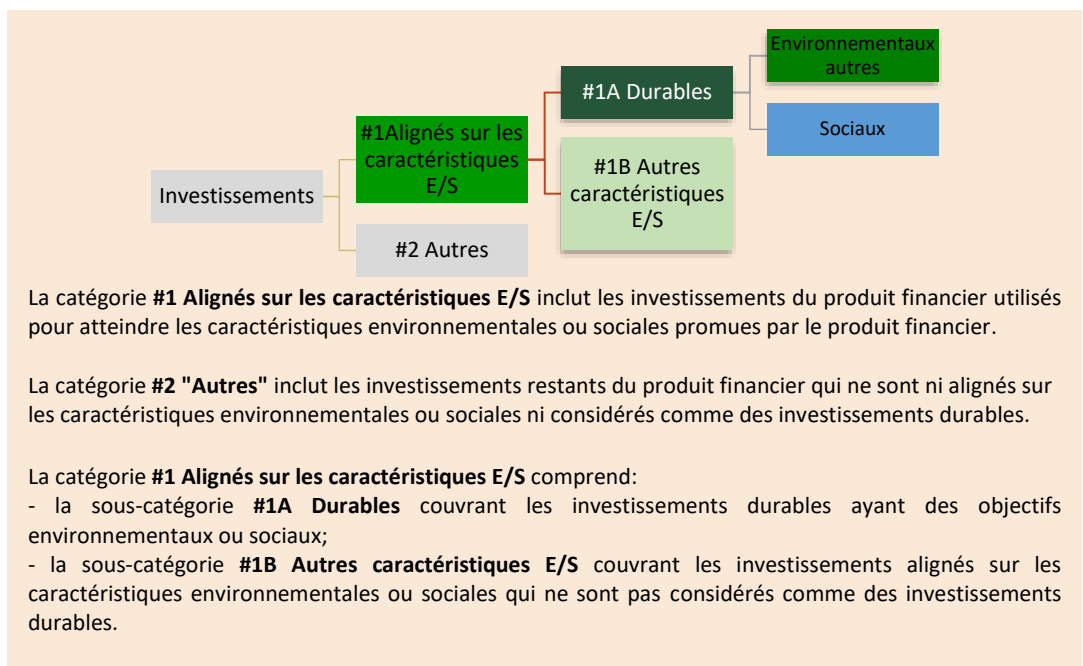 Environnementaux
autres
#1A Durables
Sociaux
#1Alignés sur les
caractéristiques
E/S
#1B Autres
caractéristiques
E/S
Investissements
#2 Autres
La catégorie #1 Alignés sur les caractéristiques E/S inclut les investissements du produit financier utilisés
pour atteindre les caractéristiques environnementales ou sociales promues par le produit financier.
La catégorie #2 "Autres" inclut les investissements restants du produit financier qui ne sont ni alignés sur
les caractéristiques environnementales ou sociales ni considérés comme des investissements durables.
La catégorie #1 Alignés sur les caractéristiques E/S comprend:
- la sous-catégorie #1A Durables couvrant les investissements durables ayant des objectifs
environnementaux ou sociaux;
- la sous-catégorie #1B Autres caractéristiques E/S couvrant les investissements alignés sur les
caractéristiques environnementales ou sociales qui ne sont pas considérés comme des investissements
durables.